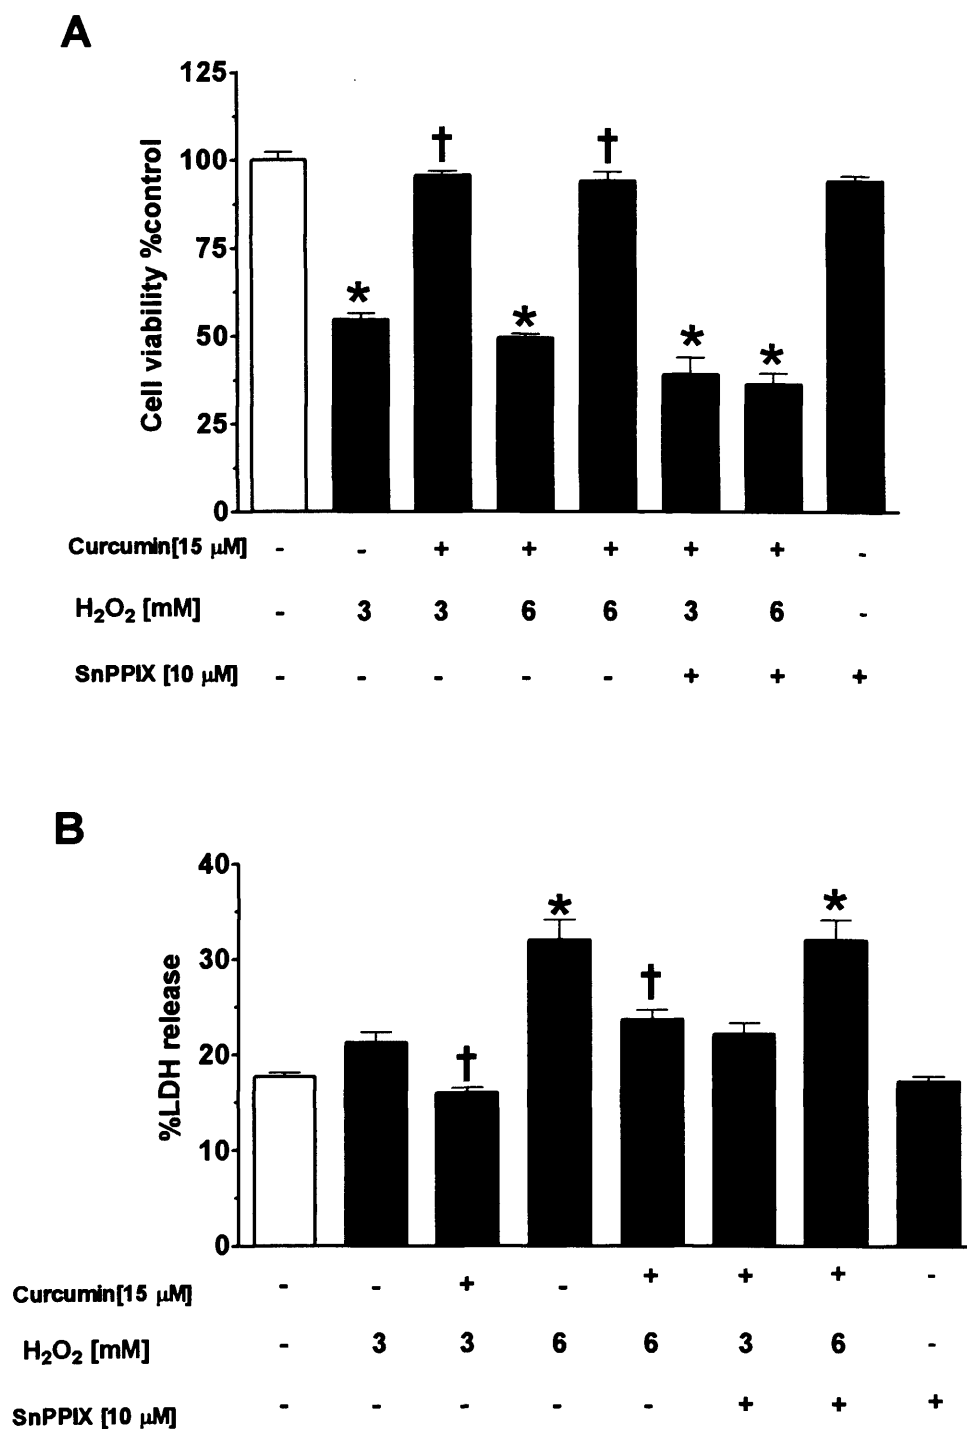 A
125
100
75
50
25
0
Cell viability %control
† †
* * * *
Curcumin[15 µM] - - + + + + + -
H₂O₂ [mM] - 3 3 6 6 3 6 -
SnPPIX [10 µM] - - - - - + + +
B
40
30
20
10
0
%LDH release
* *
† †
Curcumin[15 µM] - - + - + + + -
H₂O₂ [mM] - 3 3 6 6 3 6 -
SnPPIX [10 µM] - - - - - + + +